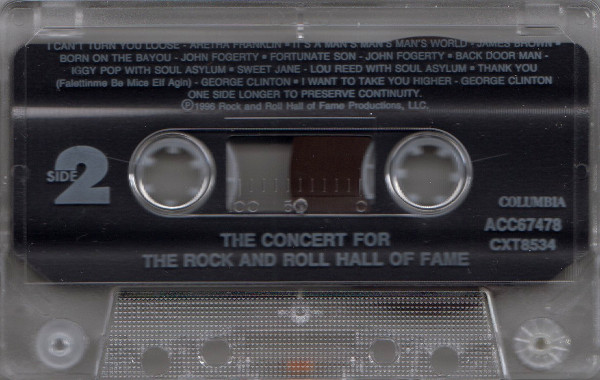 I CAN'T TURN YOU LOOSE - ARETHA FRANKLIN • IT'S A MAN'S MAN'S MAN'S WORLD - JAMES BROWN •
BORN ON THE BAYOU - JOHN FOGERTY • FORTUNATE SON - JOHN FOGERTY • BACK DOOR MAN -
IGGY POP WITH SOUL ASYLUM • SWEET JANE - LOU REED WITH SOUL ASYLUM • THANK YOU
(Falettinme Be Mice Elf Agin) - GEORGE CLINTON • I WANT TO TAKE YOU HIGHER - GEORGE CLINTON
ONE SIDE LONGER TO PRESERVE CONTINUITY.
Ⓟ1996 Rock and Roll Hall of Fame Productions, LLC.
SIDE 2
50 0
COLUMBIA
ACC67478
CXT8534
THE CONCERT FOR
THE ROCK AND ROLL HALL OF FAME